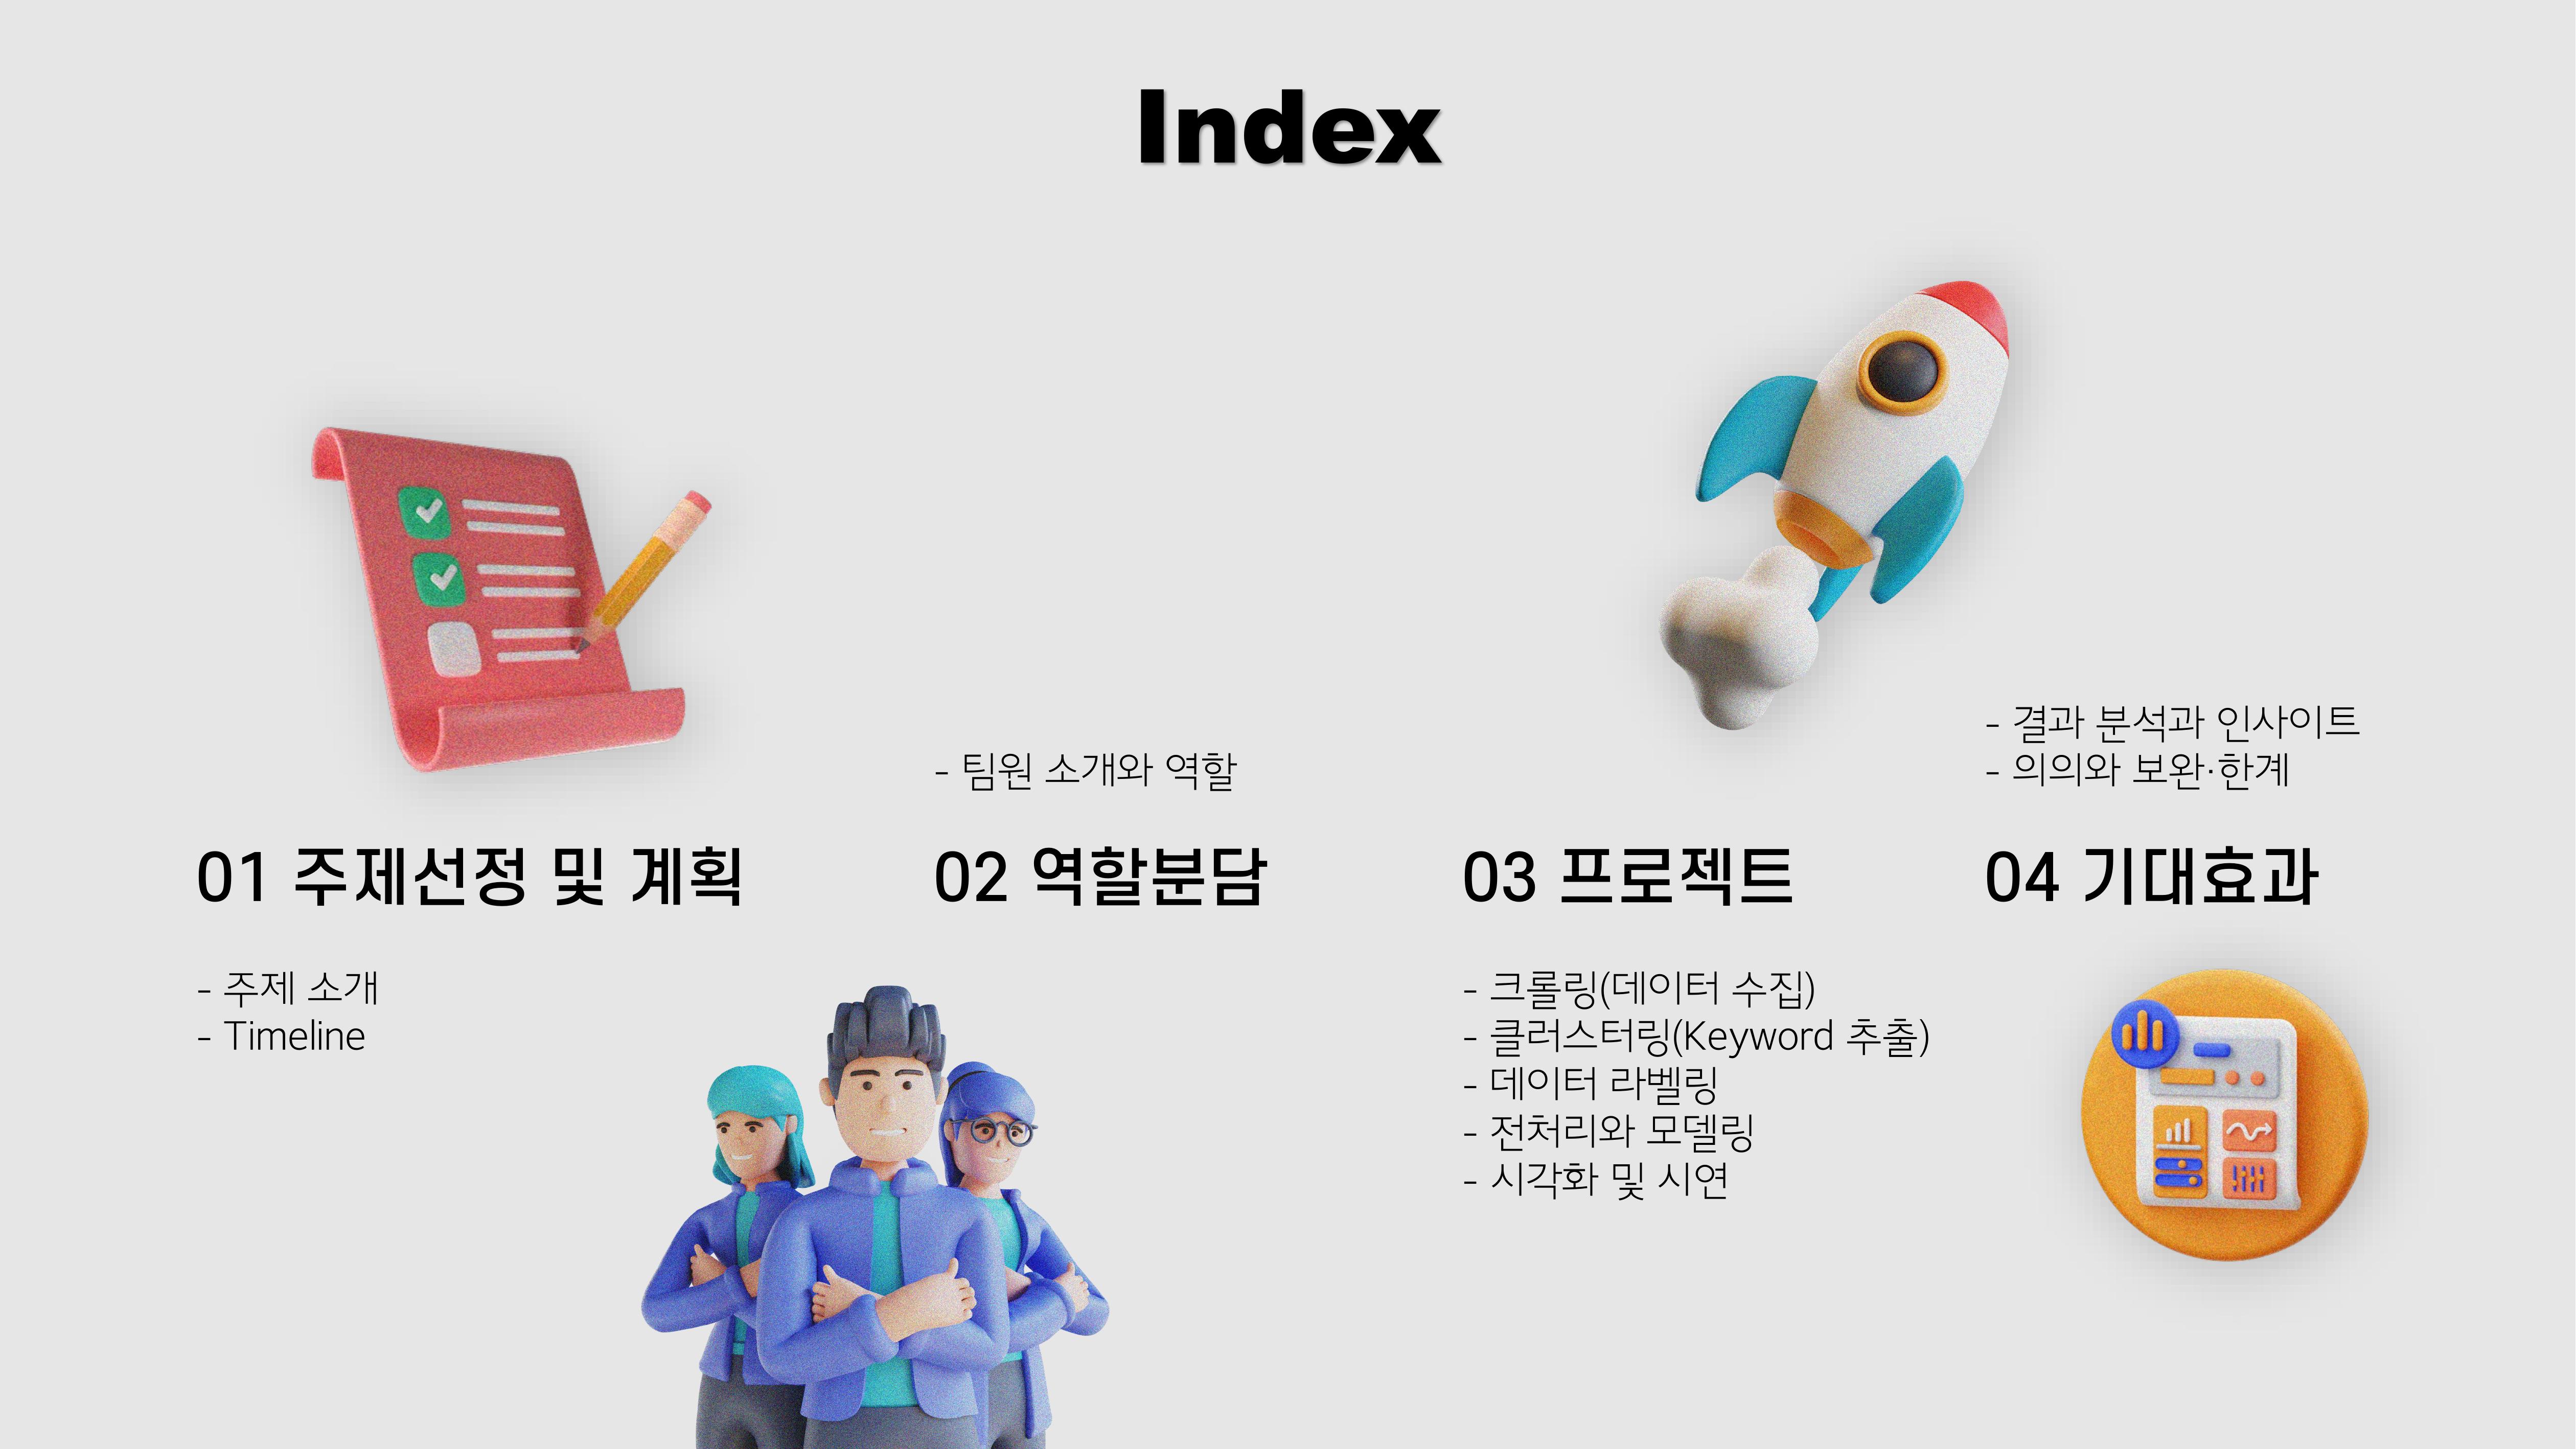 Index
01 주제선정 및 계획
- 주제 소개
- Timeline
- 팀원 소개와 역할
02 역할분담
03 프로젝트
- 크롤링(데이터 수집)
- 클러스터링(Keyword 추출)
- 데이터 라벨링
- 전처리와 모델링
- 시각화 및 시연
- 결과 분석과 인사이트
- 의의와 보완·한계
04 기대효과